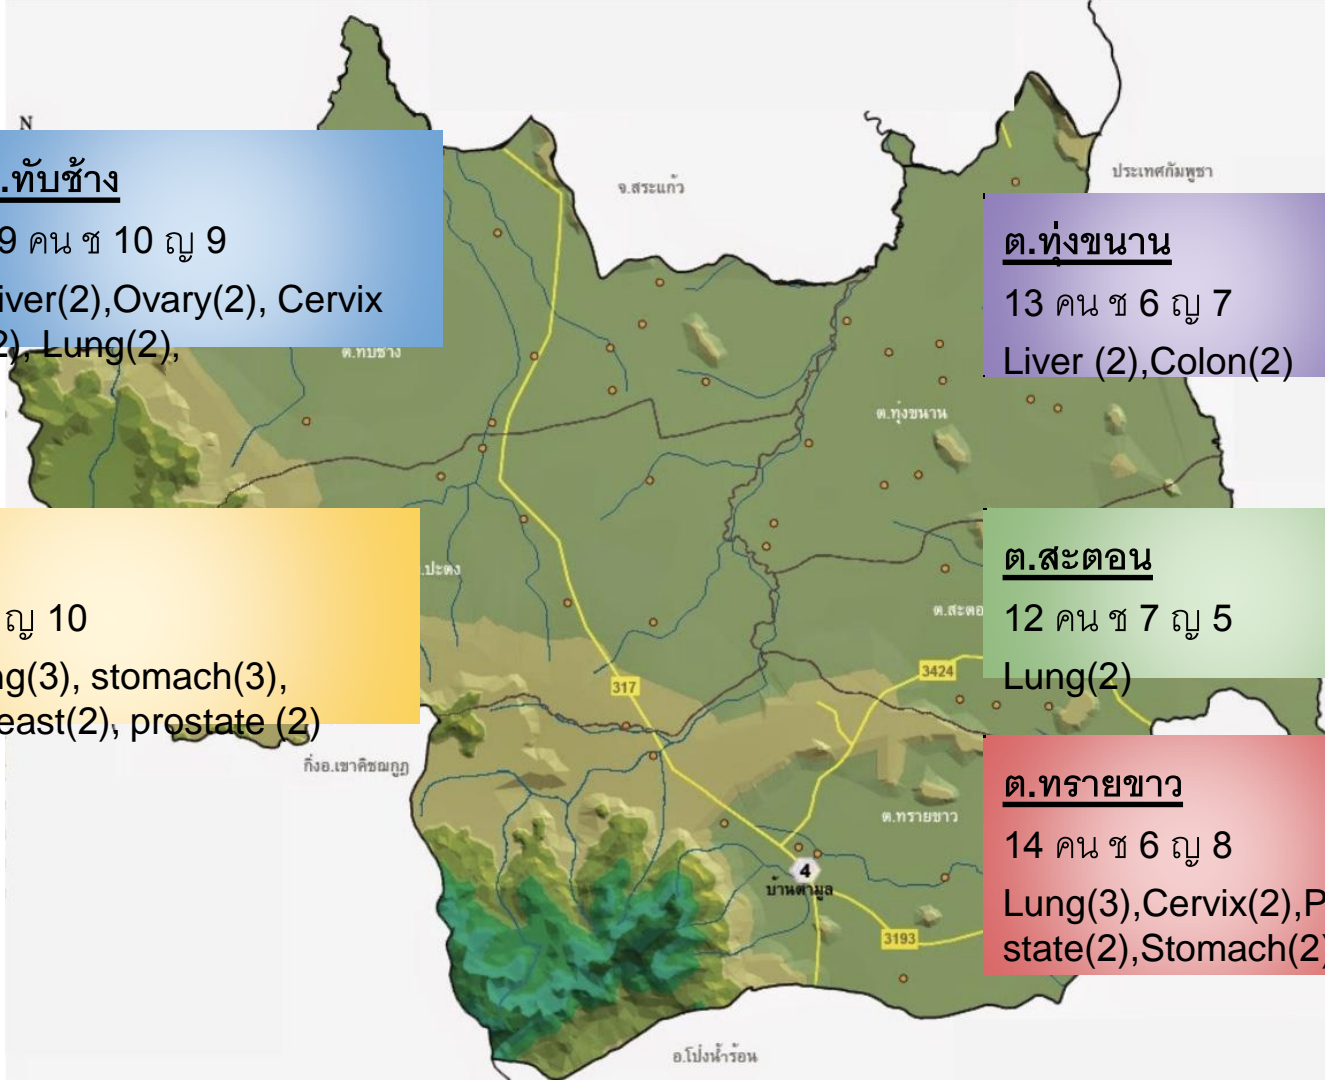 N
.ทับช้าง
9 คน ช 10 ญ 9
iver(2),Ovary(2), Cervix
2), Lung(2),
ต.ทับช้าง
จ.สระแก้ว
ประเทศกัมพูชา
ต.ทุ่งขนาน
13 คน ช 6 ญ 7
Liver (2),Colon(2)
ต.ทุ่งขนาน
ญ 10
ng(3), stomach(3),
east(2), prostate (2)
.ปะตง
ต.สะตอน
12 คน ช 7 ญ 5
Lung(2)
ต.สะตอ
3424
317
กิ่งอ.เขาคิชฌกูฏ
ต.ทรายขาว
14 คน ช 6 ญ 8
Lung(3),Cervix(2),P
state(2),Stomach(2)
ต.ทรายขาว
4
บ้านตามูล
3193
อ.โป่งน้ำร้อน